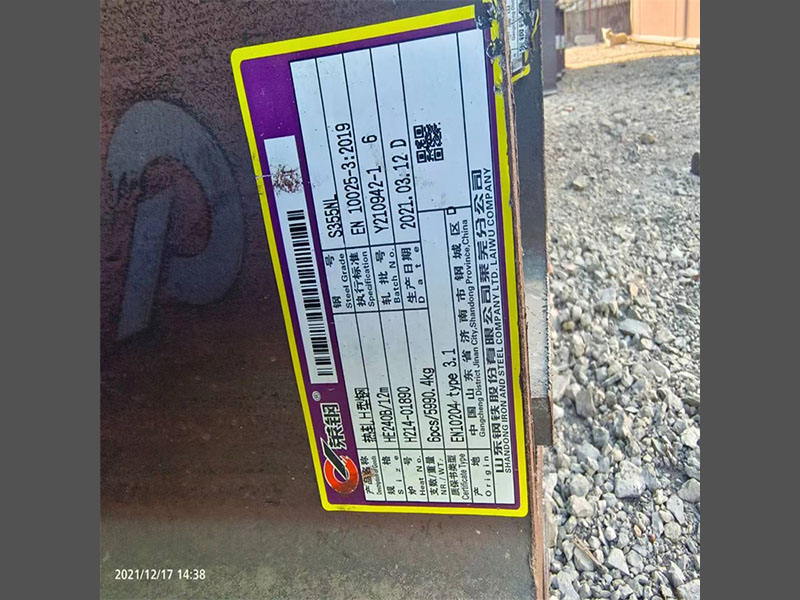 莱钢®
产品名称 热轧H型钢
Description Goods
钢 号 S355NL
Steel Grade
规 格 HE240B/12m
Size
执行标准 EN 10025-3:2019
Specification
炉 号 H214-01890
Heat No.
轧 批 号 Y210942-1 6
Batch No.
支数/重量 6pcs/5990.4kg
NR/WT/
生产日期 2021.03.12 D
Date
质保书类型 EN10204 type 3.1
Certificate Type
产 地 中国山东省济南市钢城区
Origin Gangcheng District Jinan City,Shandong Province,China
山东钢铁股份有限公司莱芜分公司
SHANDONG IRON AND STEEL COMPANY LTD. LAIWU COMPANY
2021/12/17 14:38